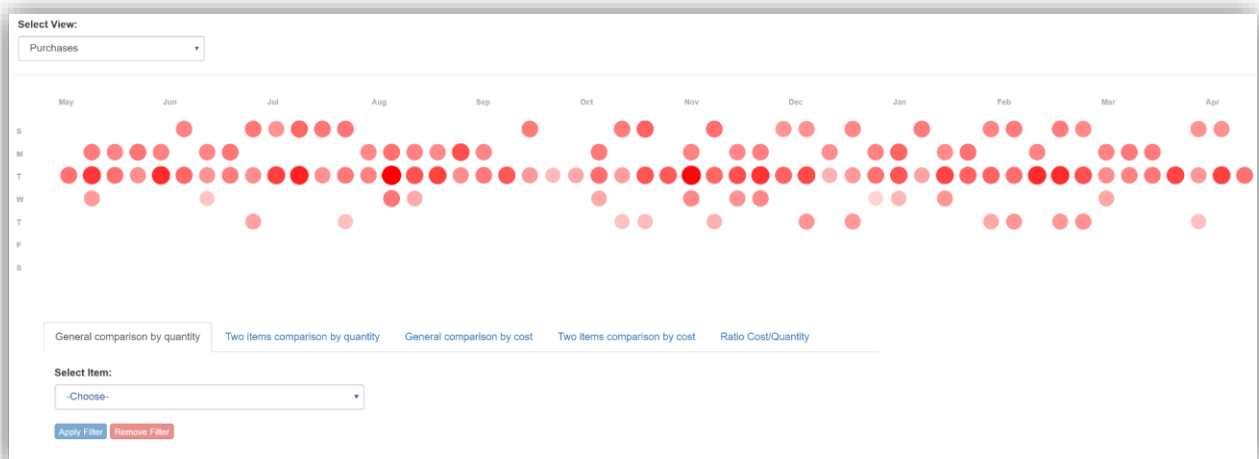 Select View:
Purchases
May Jun Jul Aug Sep Oct Nov Dec Jan Feb Mar Apr
S
M
T
W
T
F
S
General comparison by quantity Two items comparison by quantity General comparison by cost Two items comparison by cost Ratio Cost/Quantity
Select Item:
-Choose-
Apply Filter Remove Filter